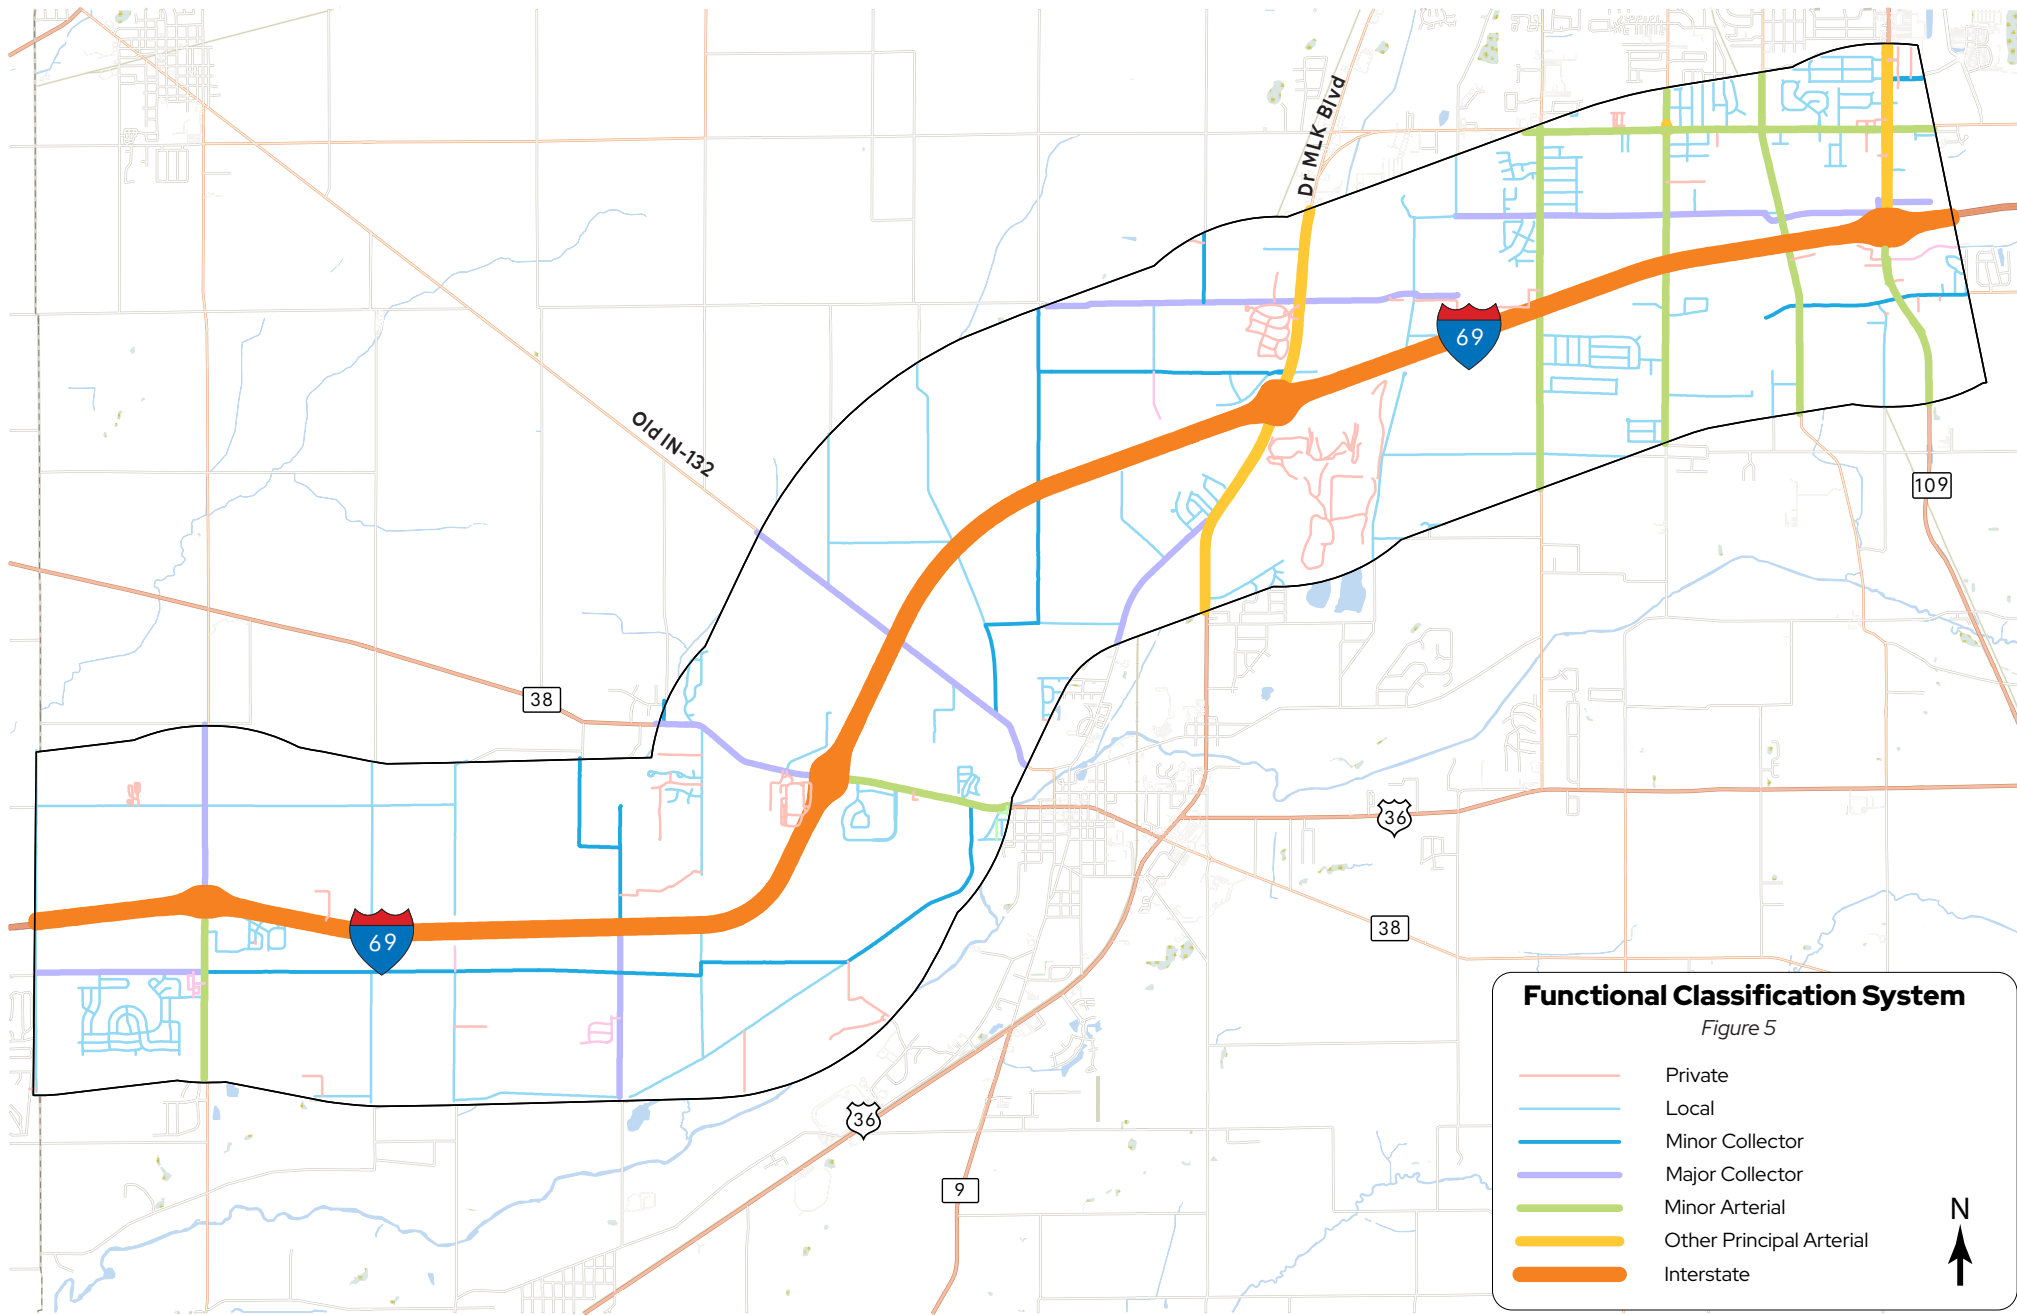 Dr MLK Blvd
69
Old IN-132
109
38
36
69
38
36
9
Functional Classification System
Figure 5
Private
Local
Minor Collector
Major Collector
Minor Arterial
Other Principal Arterial
Interstate
N